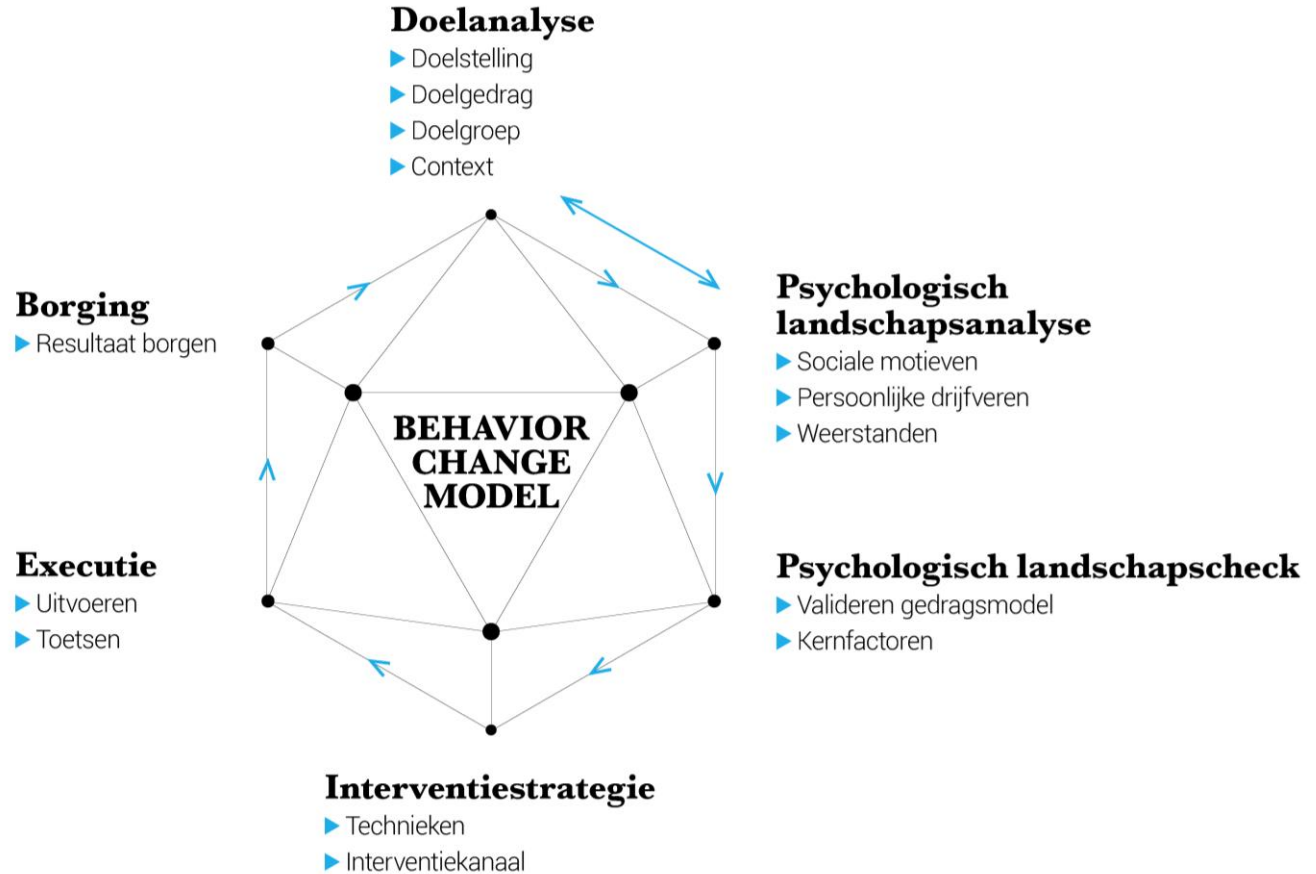 Doelanalyse
Doelstelling
Doelgedrag
Doelgroep
Context
Psychologisch
landschapsanalyse
Sociale motieven
Persoonlijke drijfveren
Weerstanden
Psychologisch landschapscheck
Valideren gedragsmodel
Kernfactoren
Interventiestrategie
Technieken
Interventiekanaal
Executie
Uitvoeren
Toetsen
Borging
Resultaat borgen
BEHAVIOR
CHANGE
MODEL